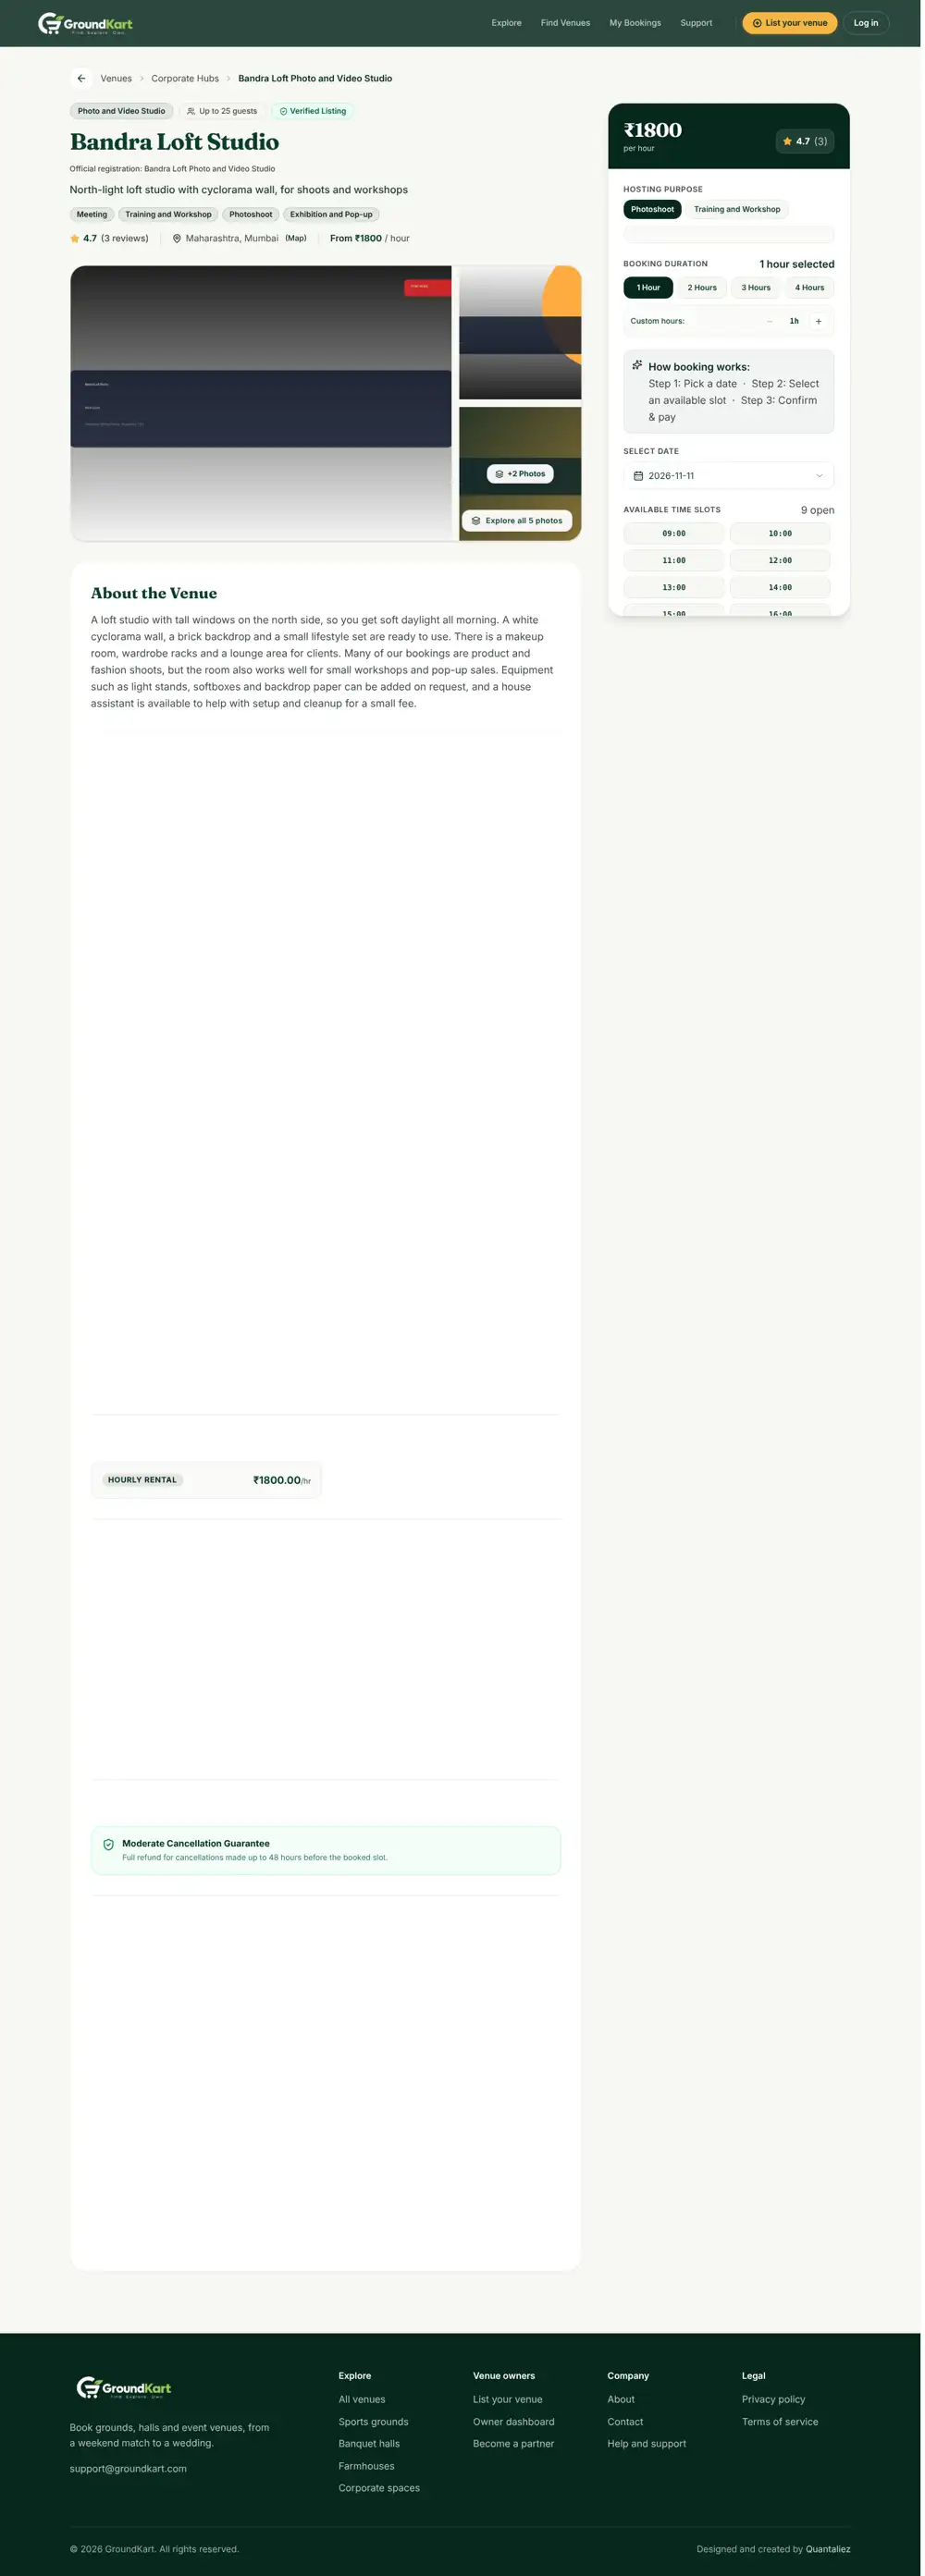 GroundKart
Find . Explore . Own.
Explore
Find Venues
My Bookings
Support
List your venue
Log in
Venues > Corporate Hubs > Bandra Loft Photo and Video Studio
Photo and Video Studio
Up to 25 guests
Verified Listing
Bandra Loft Studio
Official registration: Bandra Loft Photo and Video Studio
North-light loft studio with cyclorama wall, for shoots and workshops
Meeting
Training and Workshop
Photoshoot
Exhibition and Pop-up
4.7 (3 reviews)
Maharashtra, Mumbai (Map)
From ₹1800 / hour
+2 Photos
Explore all 5 photos
About the Venue
A loft studio with tall windows on the north side, so you get soft daylight all morning. A white
cyclorama wall, a brick backdrop and a small lifestyle set are ready to use. There is a makeup
room, wardrobe racks and a lounge area for clients. Many of our bookings are product and
fashion shoots, but the room also works well for small workshops and pop-up sales. Equipment
such as light stands, softboxes and backdrop paper can be added on request, and a house
assistant is available to help with setup and cleanup for a small fee.
HOURLY RENTAL
₹1800.00/hr
Moderate Cancellation Guarantee
Full refund for cancellations made up to 48 hours before the booked slot.
₹1800
per hour
4.7 (3)
HOSTING PURPOSE
Photoshoot
Training and Workshop
BOOKING DURATION
1 hour selected
1 Hour
2 Hours
3 Hours
4 Hours
Custom hours:
− 1h +
How booking works:
Step 1: Pick a date · Step 2: Select
an available slot · Step 3: Confirm
& pay
SELECT DATE
2026-11-11
AVAILABLE TIME SLOTS
9 open
09:00
10:00
11:00
12:00
13:00
14:00
15:00
16:00
GroundKart
Find . Explore . Own.
Book grounds, halls and event venues, from
a weekend match to a wedding.
support@groundkart.com
Explore
All venues
Sports grounds
Banquet halls
Farmhouses
Corporate spaces
Venue owners
List your venue
Owner dashboard
Become a partner
Company
About
Contact
Help and support
Legal
Privacy policy
Terms of service
© 2026 GroundKart. All rights reserved.
Designed and created by Quantaliez